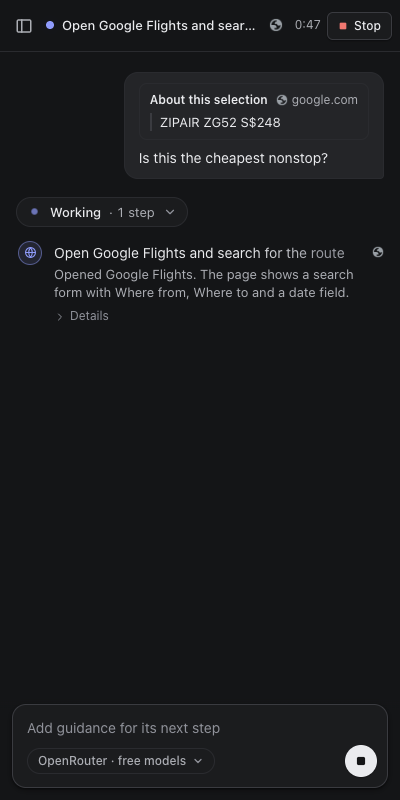 Open Google Flights and sear...
0:47
Stop
About this selection
google.com
ZIPAIR ZG52 S$248
Is this the cheapest nonstop?
Working · 1 step
Open Google Flights and search for the route
Opened Google Flights. The page shows a search
form with Where from, Where to and a date field.
Details
Add guidance for its next step
OpenRouter · free models